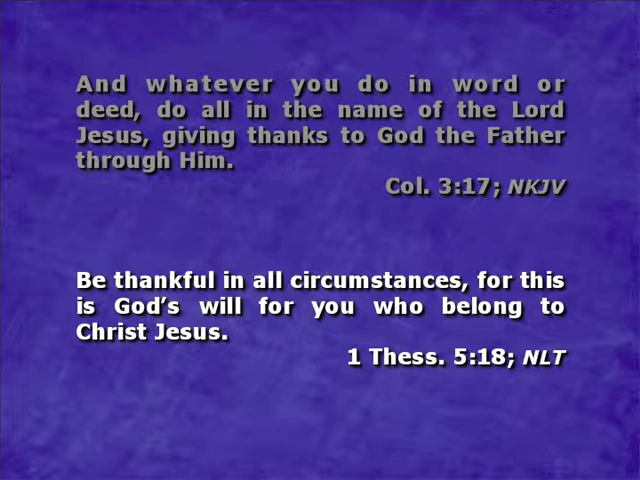 And whatever you do in word or
deed, do all in the name of the Lord
Jesus, giving thanks to God the Father
through Him.
Col. 3:17; NKJV
Be thankful in all circumstances, for this
is God’s will for you who belong to
Christ Jesus.
1 Thess. 5:18; NLT